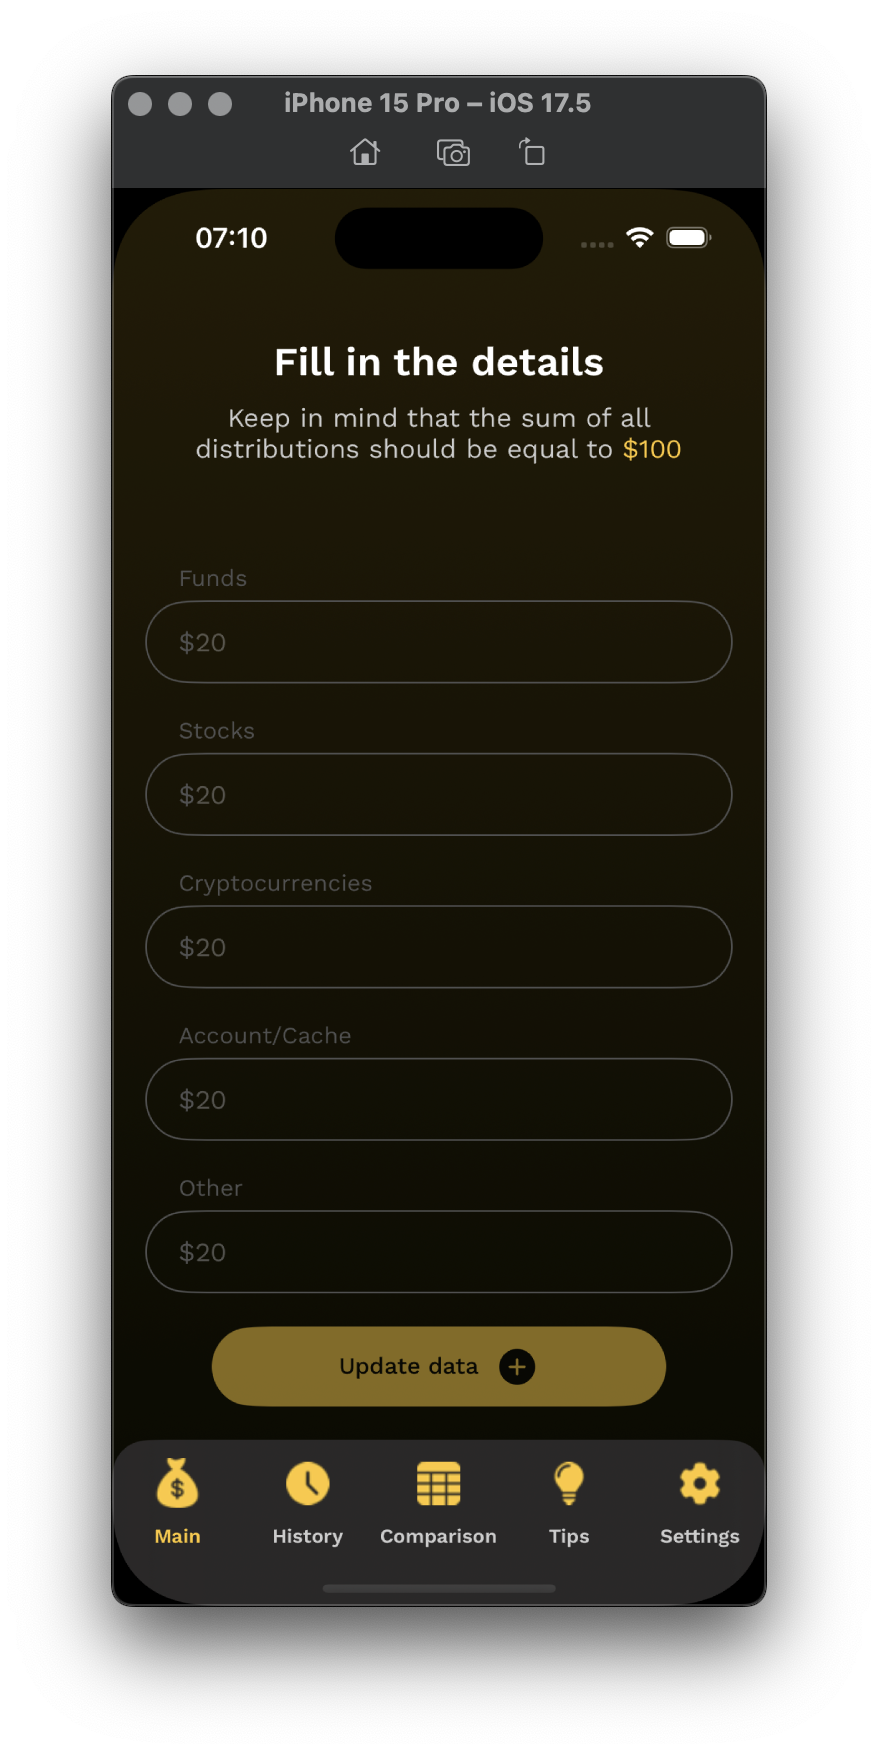 iPhone 15 Pro – iOS 17.5
07:10
Fill in the details
Keep in mind that the sum of all
distributions should be equal to $100
Funds
$20
Stocks
$20
Cryptocurrencies
$20
Account/Cache
$20
Other
$20
Update data
Main
History
Comparison
Tips
Settings